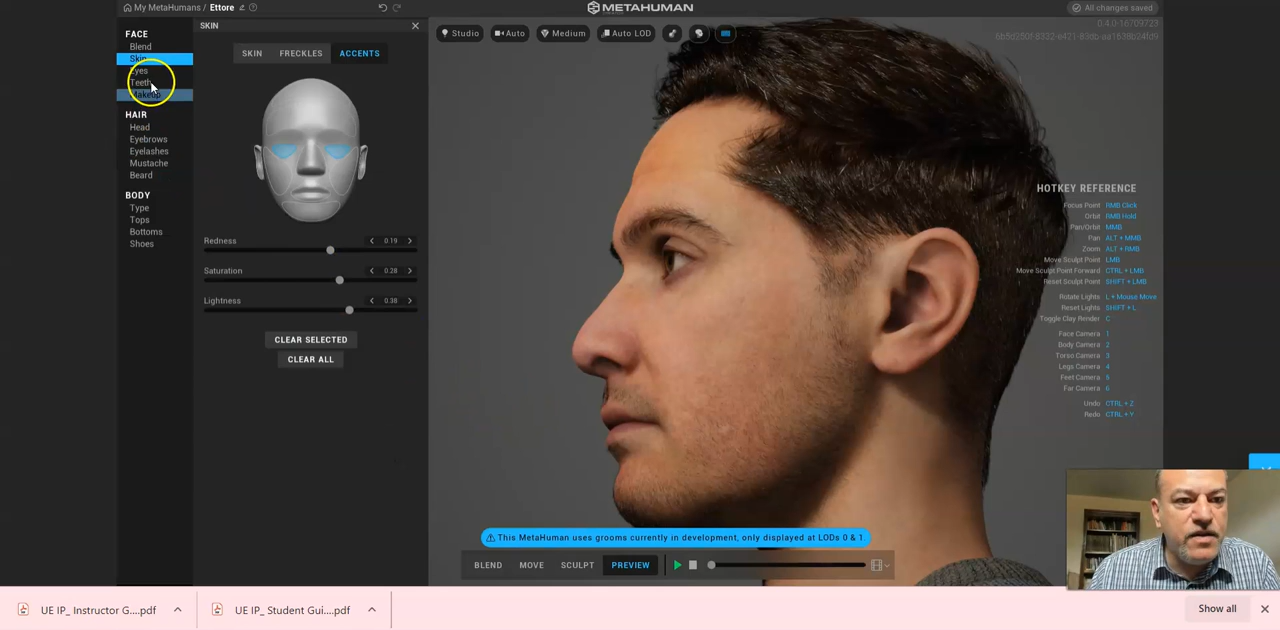 My MetaHumans / Ettore
METAHUMAN
All changes saved
0.4.0-16709723
FACE
Blend
Skin
Eyes
Teeth
Makeup
HAIR
Head
Eyebrows
Eyelashes
Mustache
Beard
BODY
Type
Tops
Bottoms
Shoes
SKIN
SKIN FRECKLES ACCENTS
Redness 0.19
Saturation 0.28
Lightness 0.38
CLEAR SELECTED
CLEAR ALL
Studio Auto Medium Auto LOD
HOTKEY REFERENCE
Focus Point RMB Click
Orbit RMB Hold
Pan/Orbit MMB
Pan ALT + MMB
Zoom ALT + RMB
Move Sculpt Point LMB
Move Sculpt Point Forward CTRL + LMB
Reset Sculpt Point SHIFT + LMB
Rotate Lights L + Mouse Move
Reset Lights SHIFT + L
Toggle Clay Render C
Face Camera 1
Body Camera 2
Torso Camera 3
Legs Camera 4
Feet Camera
Far Camera 6
Undo CTRL + Z
Redo CTRL + Y
This MetaHuman uses grooms currently in development, only displayed at LODs 0 & 1.
BLEND MOVE SCULPT PREVIEW
UE IP_ Instructor G....pdf
UE IP_ Student Gui....pdf
Show all